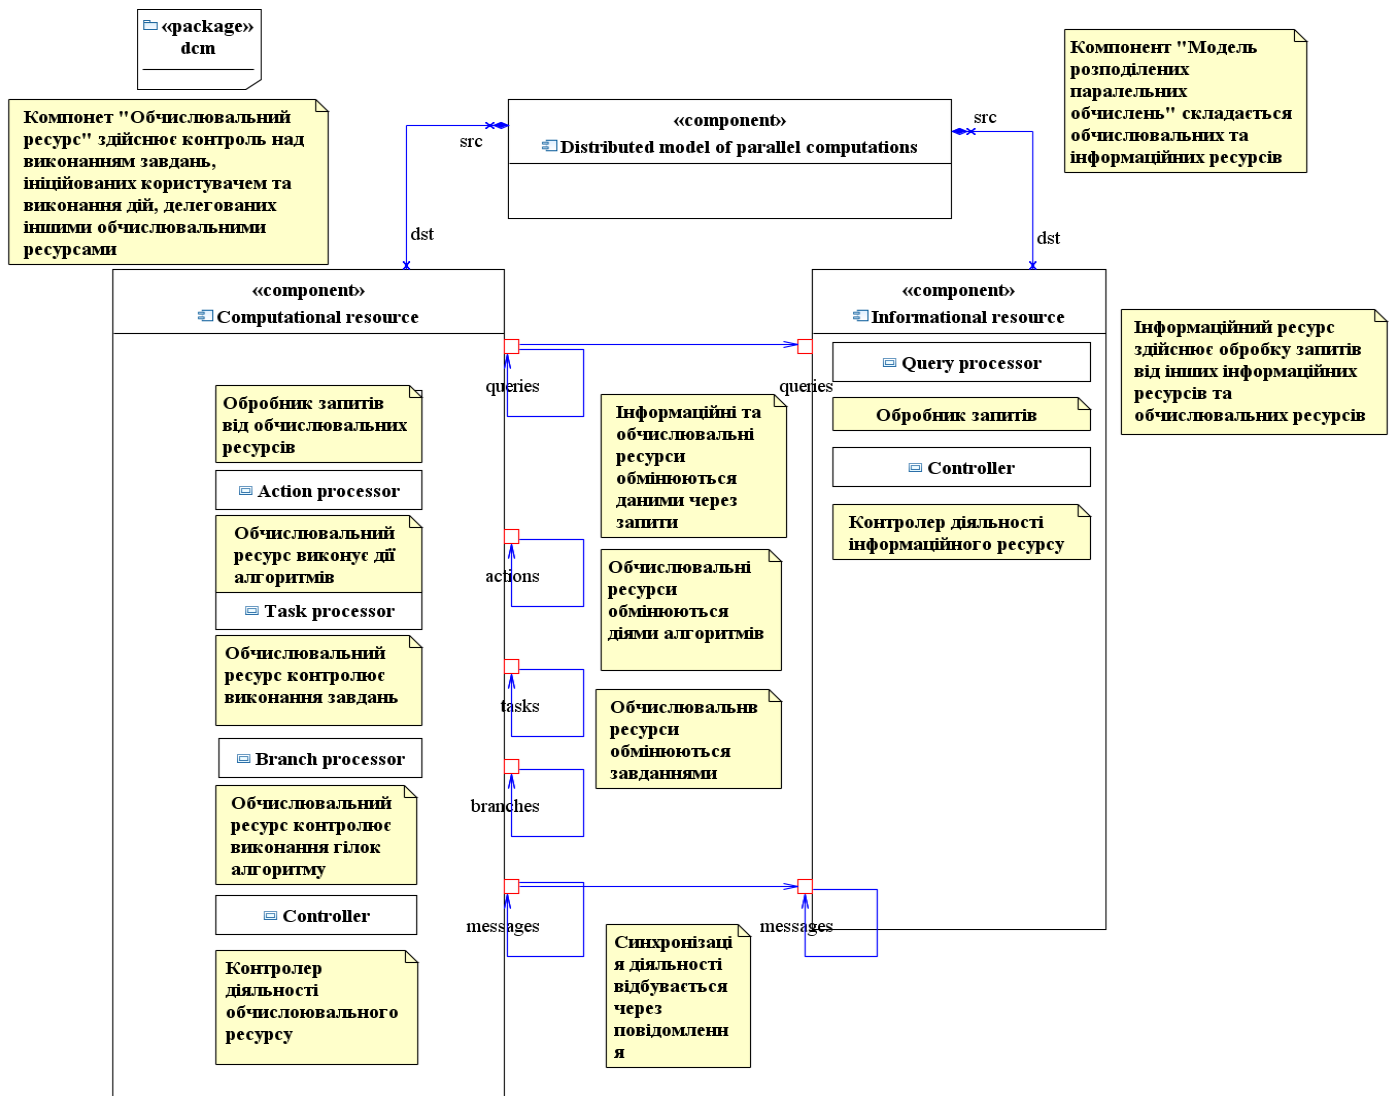 «package»
dcm
Компонет "Обчислювальний
ресурс" здійснює контроль над
виконанням завдань,
ініційованих користувачем та
виконання дій, делегованих
іншими обчислювальними
ресурсами
«component»
Distributed model of parallel computations
src
dst
src
dst
Компонент "Модель
розподілених
паралельних
обчислень" складається
обчислювальних та
інформаційних ресурсів
«component»
Computational resource
Обробник запитів
від обчислювальних
ресурсів
Action processor
Обчислювальний
ресурс виконує дії
алгоритмів
Task processor
Обчислювальний
ресурс контролює
виконання завдань
Branch processor
Обчислювальний
ресурс контролює
виконання гілок
алгоритму
Controller
Контролер
діяльності
обчислоювального
ресурсу
queries
actions
tasks
branches
messages
Інформаційні та
обчислювальні
ресурси
обмінюються
даними через
запити
Обчислювальні
ресурси
обмінюються
діями алгоритмів
Обчислювальнв
ресурси
обмінюються
завданнями
Синхронізаці
я діяльності
відбувається
через
повідомленн
я
«component»
Informational resource
queries
Query processor
Обробник запитів
Controller
Контролер діяльності
інформаційного ресурсу
messages
Інформаційний ресурс
здійснює обробку запитів
від інших інформаційних
ресурсів та
обчислювальних ресурсів